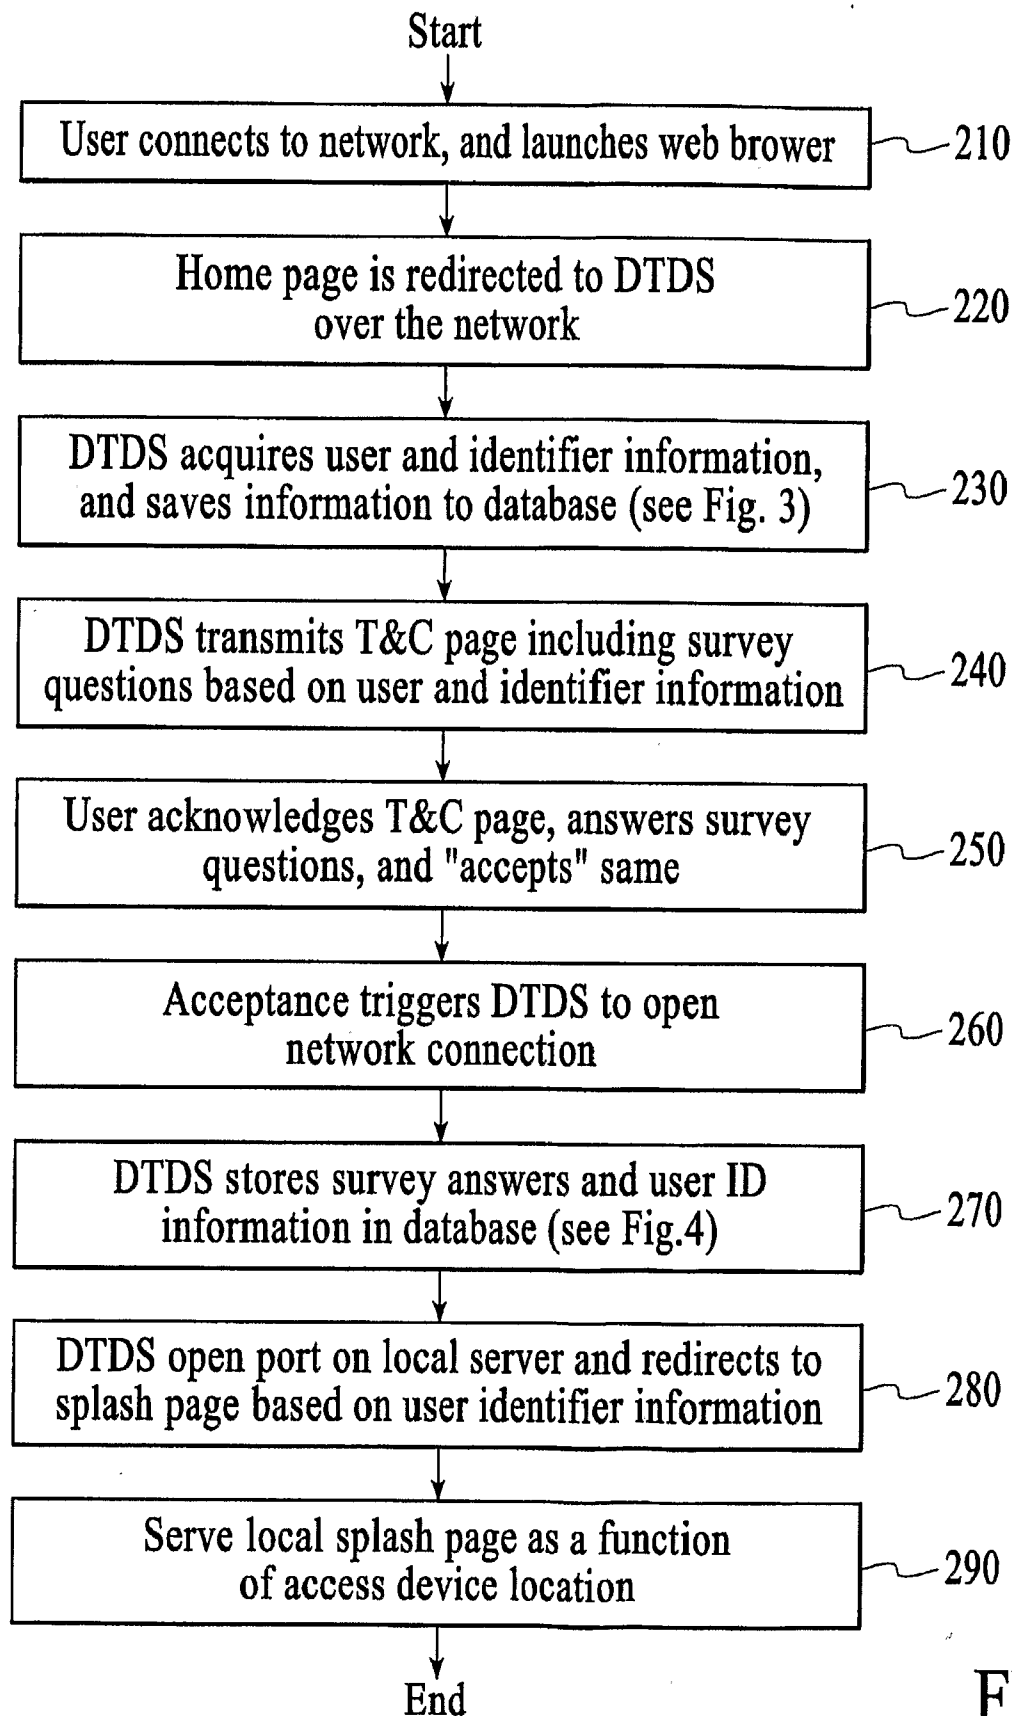 Start
User connects to network, and launches web brower
210
Home page is redirected to DTDS
over the network
220
DTDS acquires user and identifier information,
and saves information to database (see Fig. 3)
230
DTDS transmits T&C page including survey
questions based on user and identifier information
240
User acknowledges T&C page, answers survey
questions, and "accepts" same
250
Acceptance triggers DTDS to open
network connection
260
DTDS stores survey answers and user ID
information in database (see Fig.4)
270
DTDS open port on local server and redirects to
splash page based on user identifier information
280
Serve local splash page as a function
of access device location
290
End
F